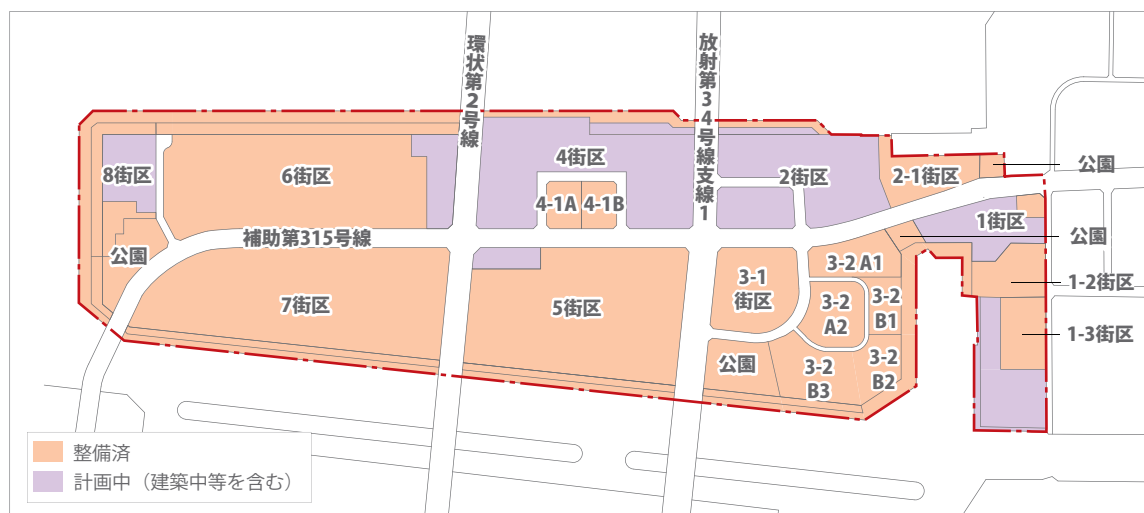 環状第2号線
放射第34号線支線1
8街区
6街区
4街区
4-1A
4-1B
2街区
2-1街区
公園
1街区
公園
補助第315号線
公園
7街区
5街区
3-1
街区
3-2 A1
3-2
A2
3-2
B1
1-2街区
1-3街区
公園
3-2
B3
3-2
B2
整備済
計画中（建築中等を含む）